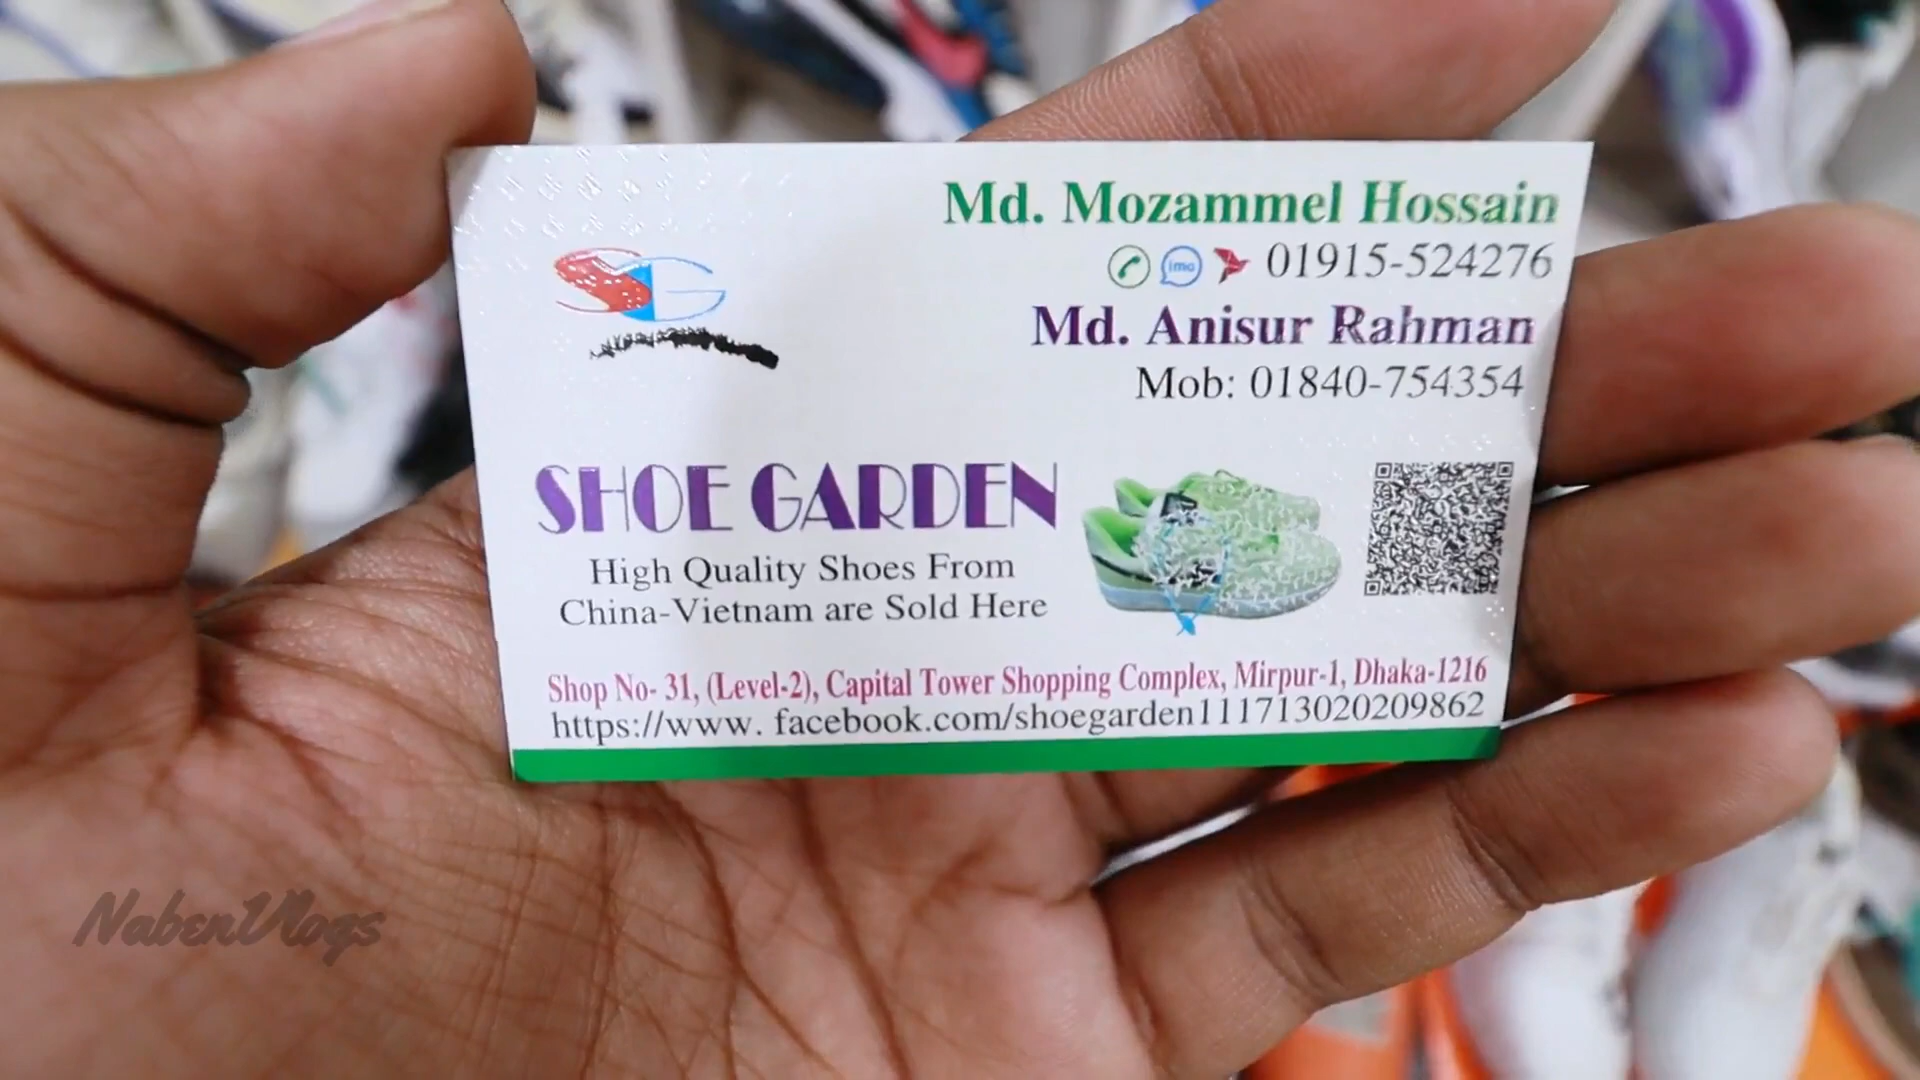 Md. Mozammel Hossain
imo 01915-524276
Md. Anisur Rahman
Mob: 01840-754354
SG
SHOE GARDEN
High Quality Shoes From
China-Vietnam are Sold Here
Shop No- 31, (Level-2), Capital Tower Shopping Complex, Mirpur-1, Dhaka-1216
https://www. facebook.com/shoegarden111713020209862
NabenVlogs